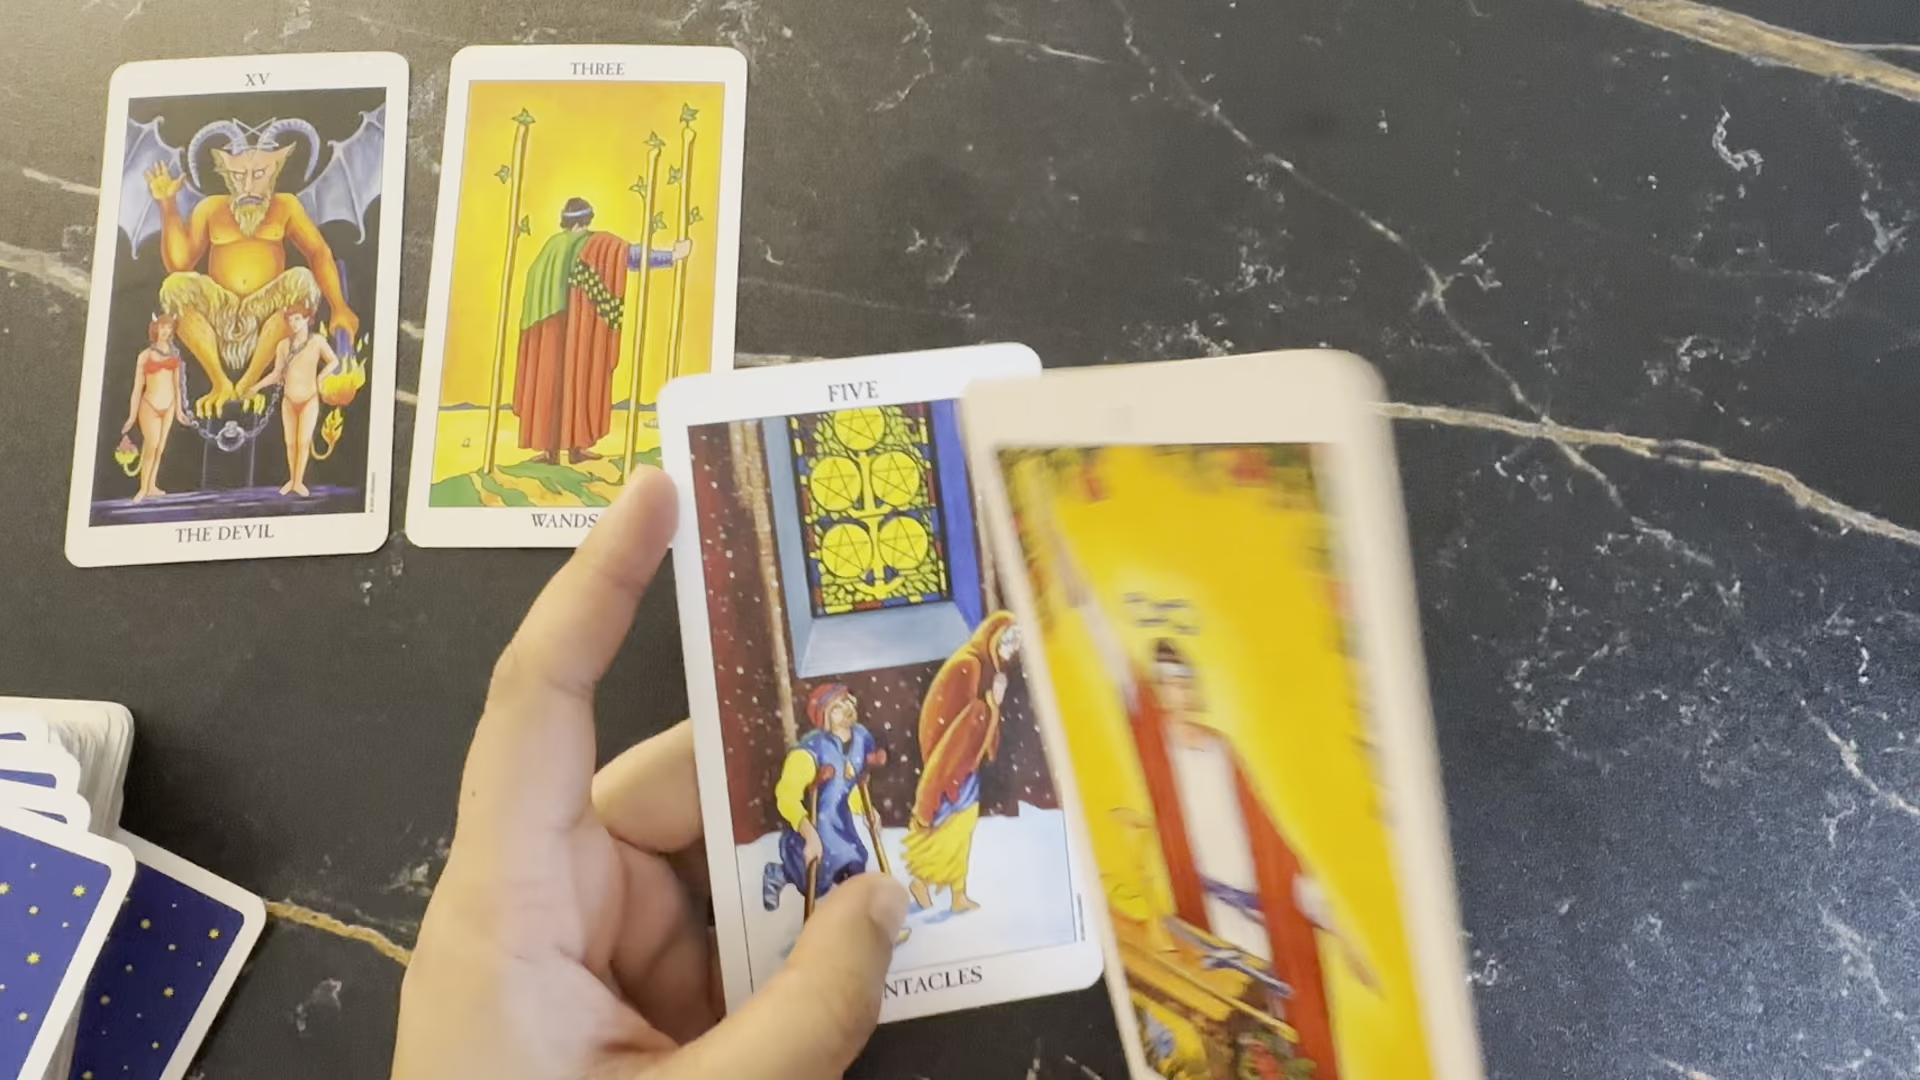 XV
THE DEVIL
THREE
WANDS
FIVE
NTACLES